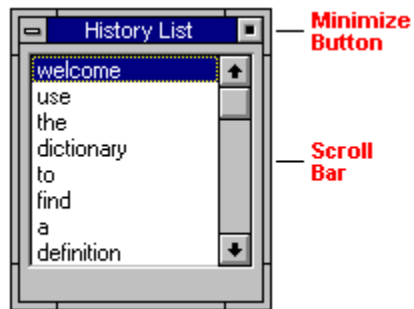 History List
Minimize
Button
welcome
use
the
dictionary
to
find
a
definition
Scroll
Bar